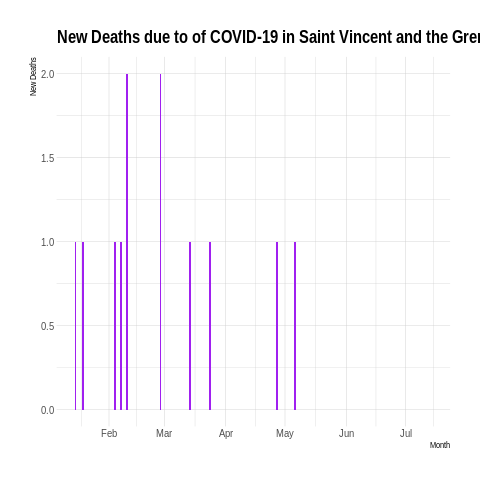 New Deaths due to of COVID-19 in Saint Vincent and the Gren
New Deaths
2.0
1.5
1.0
0.5
0.0
Feb Mar Apr May Jun Jul
Month